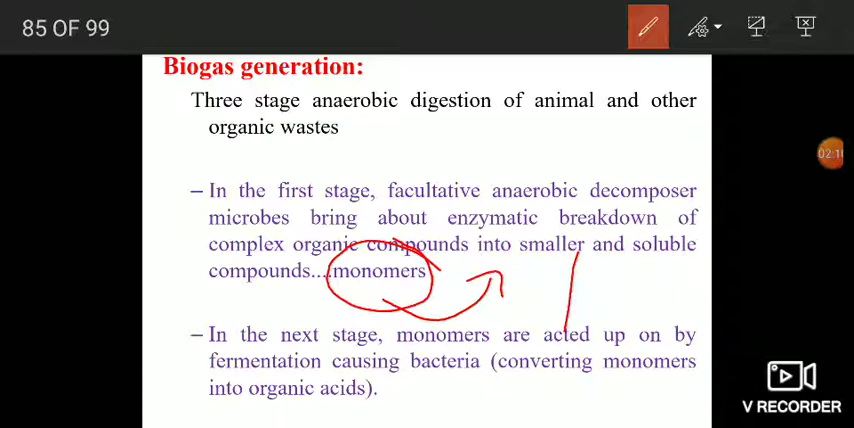 85 OF 99
Biogas generation:
Three stage anaerobic digestion of animal and other
organic wastes
02:1
– In the first stage, facultative anaerobic decomposer
microbes bring about enzymatic breakdown of
complex organic compounds into smaller and soluble
compounds....monomers
– In the next stage, monomers are acted up on by
fermentation causing bacteria (converting monomers
into organic acids).
V RECORDER